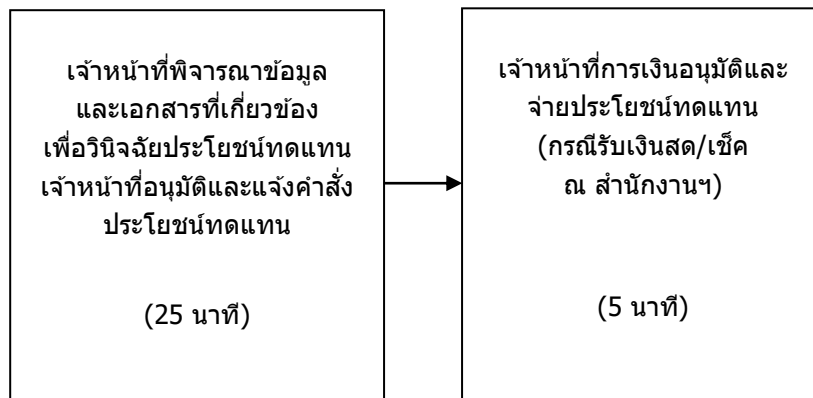 เจ้าหน้าที่พิจารณาข้อมูล
และเอกสารที่เกี่ยวข้อง
เพื่อวินิจฉัยประโยชน์ทดแทน
เจ้าหน้าที่อนุมัติและแจ้งคำสั่ง
ประโยชน์ทดแทน
(25 นาที)
เจ้าหน้าที่การเงินอนุมัติและ
จ่ายประโยชน์ทดแทน
(กรณีรับเงินสด/เช็ค
ณ สำนักงานฯ)
(5 นาที)